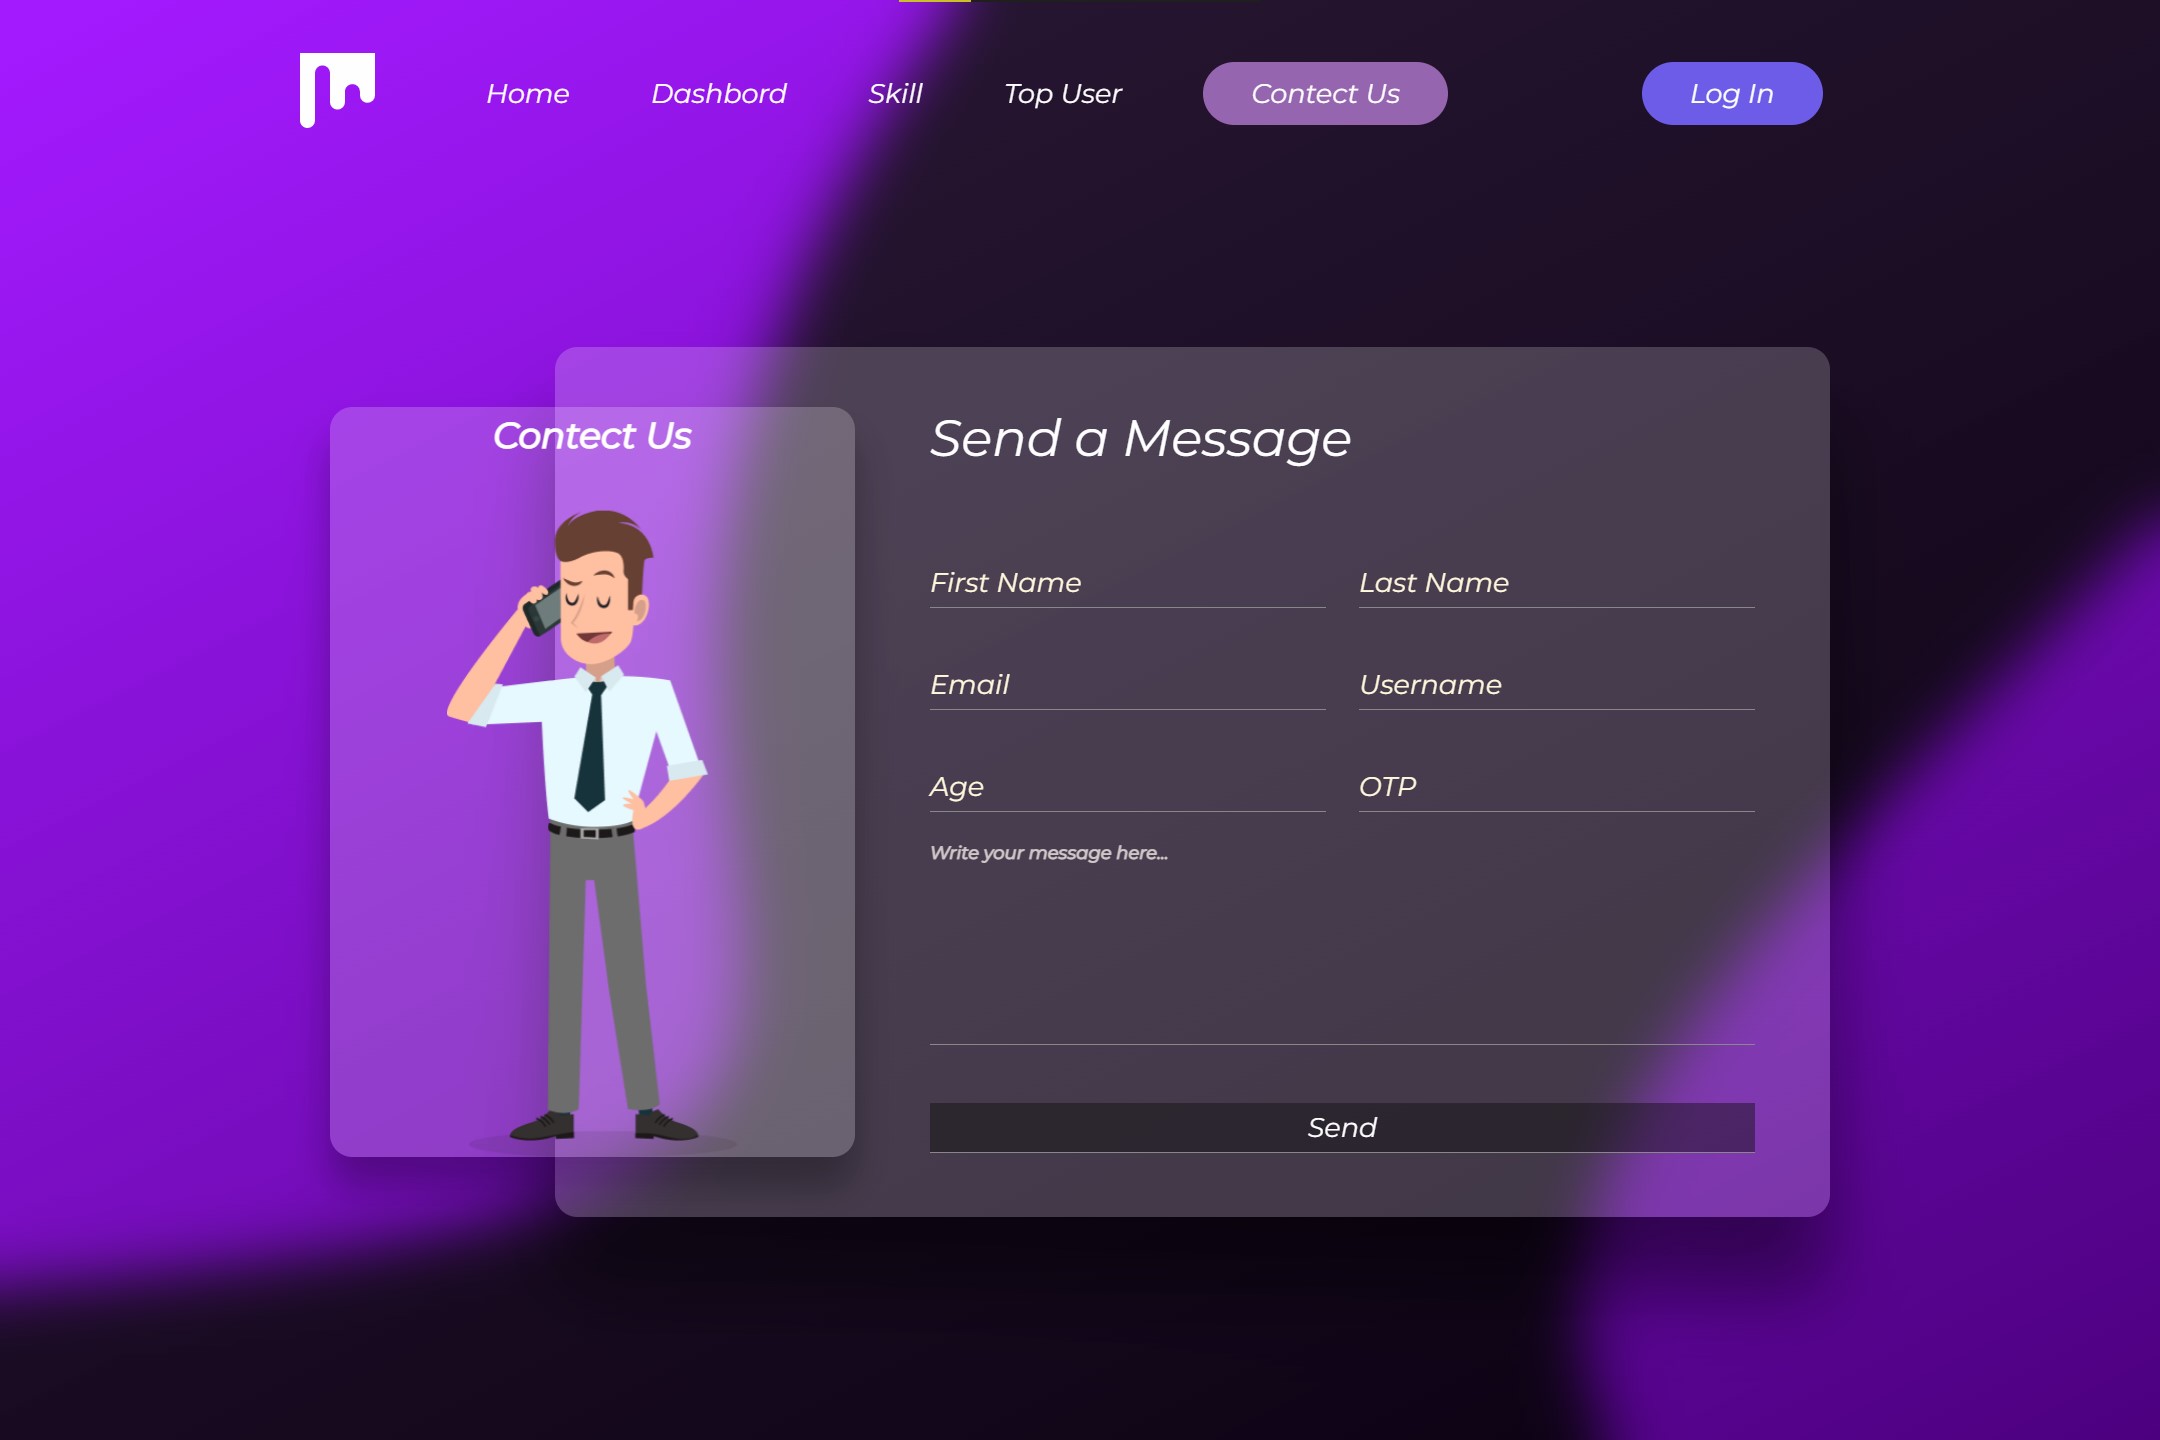 Home
Dashbord
Skill
Top User
Contect Us
Log In
Contect Us
Send a Message
First Name
Last Name
Email
Username
Age
OTP
Write your message here...
Send